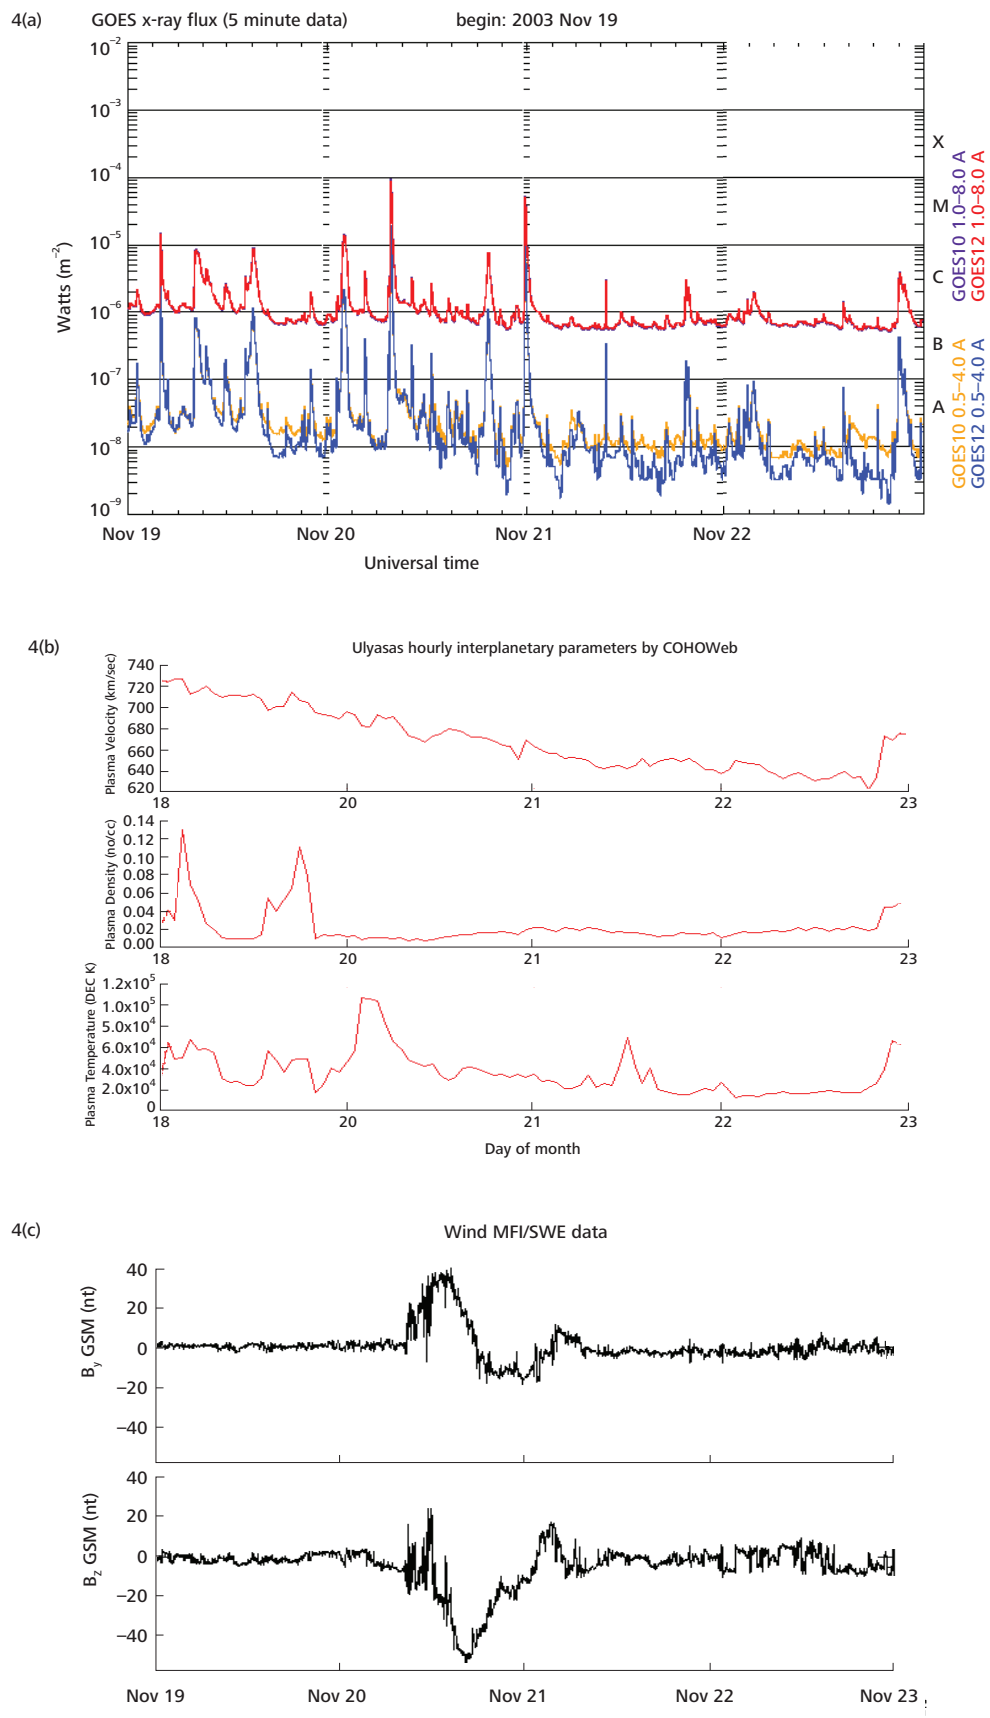 4(a) GOES x-ray flux (5 minute data) begin: 2003 Nov 19
10⁻²
10⁻³
10⁻⁴
10⁻⁵
10⁻⁶
10⁻⁷
10⁻⁸
10⁻⁹
Watts (m⁻²)
X
M
C
B
A
GOES10 1.0–8.0 A
GOES12 1.0–8.0 A
GOES10 0.5–4.0 A
GOES12 0.5–4.0 A
Nov 19 Nov 20 Nov 21 Nov 22
Universal time
4(b) Ulyasas hourly interplanetary parameters by COHOWeb
Plasma Velocity (km/sec)
740
720
700
680
660
640
620
18 20 21 22 23
Plasma Density (no/cc)
0.14
0.12
0.10
0.08
0.06
0.04
0.02
0.00
18 20 21 22 23
Plasma Temperature (DEC K)
1.2x10⁵
1.0x10⁵
5.0x10⁴
6.0x10⁴
4.0x10⁴
2.0x10⁴
0
18 20 21 22 23
Day of month
4(c) Wind MFI/SWE data
B_y GSM (nt)
40
20
0
−20
−40
B_z GSM (nt)
40
20
0
−20
−40
Nov 19 Nov 20 Nov 21 Nov 22 Nov 23